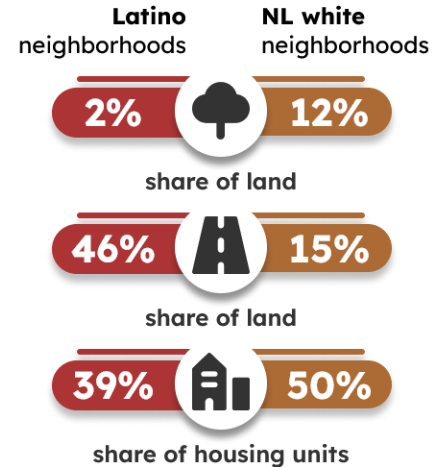 Latino NL white
neighborhoods neighborhoods
2% 12%
share of land
46% 15%
share of land
39% 50%
share of housing units